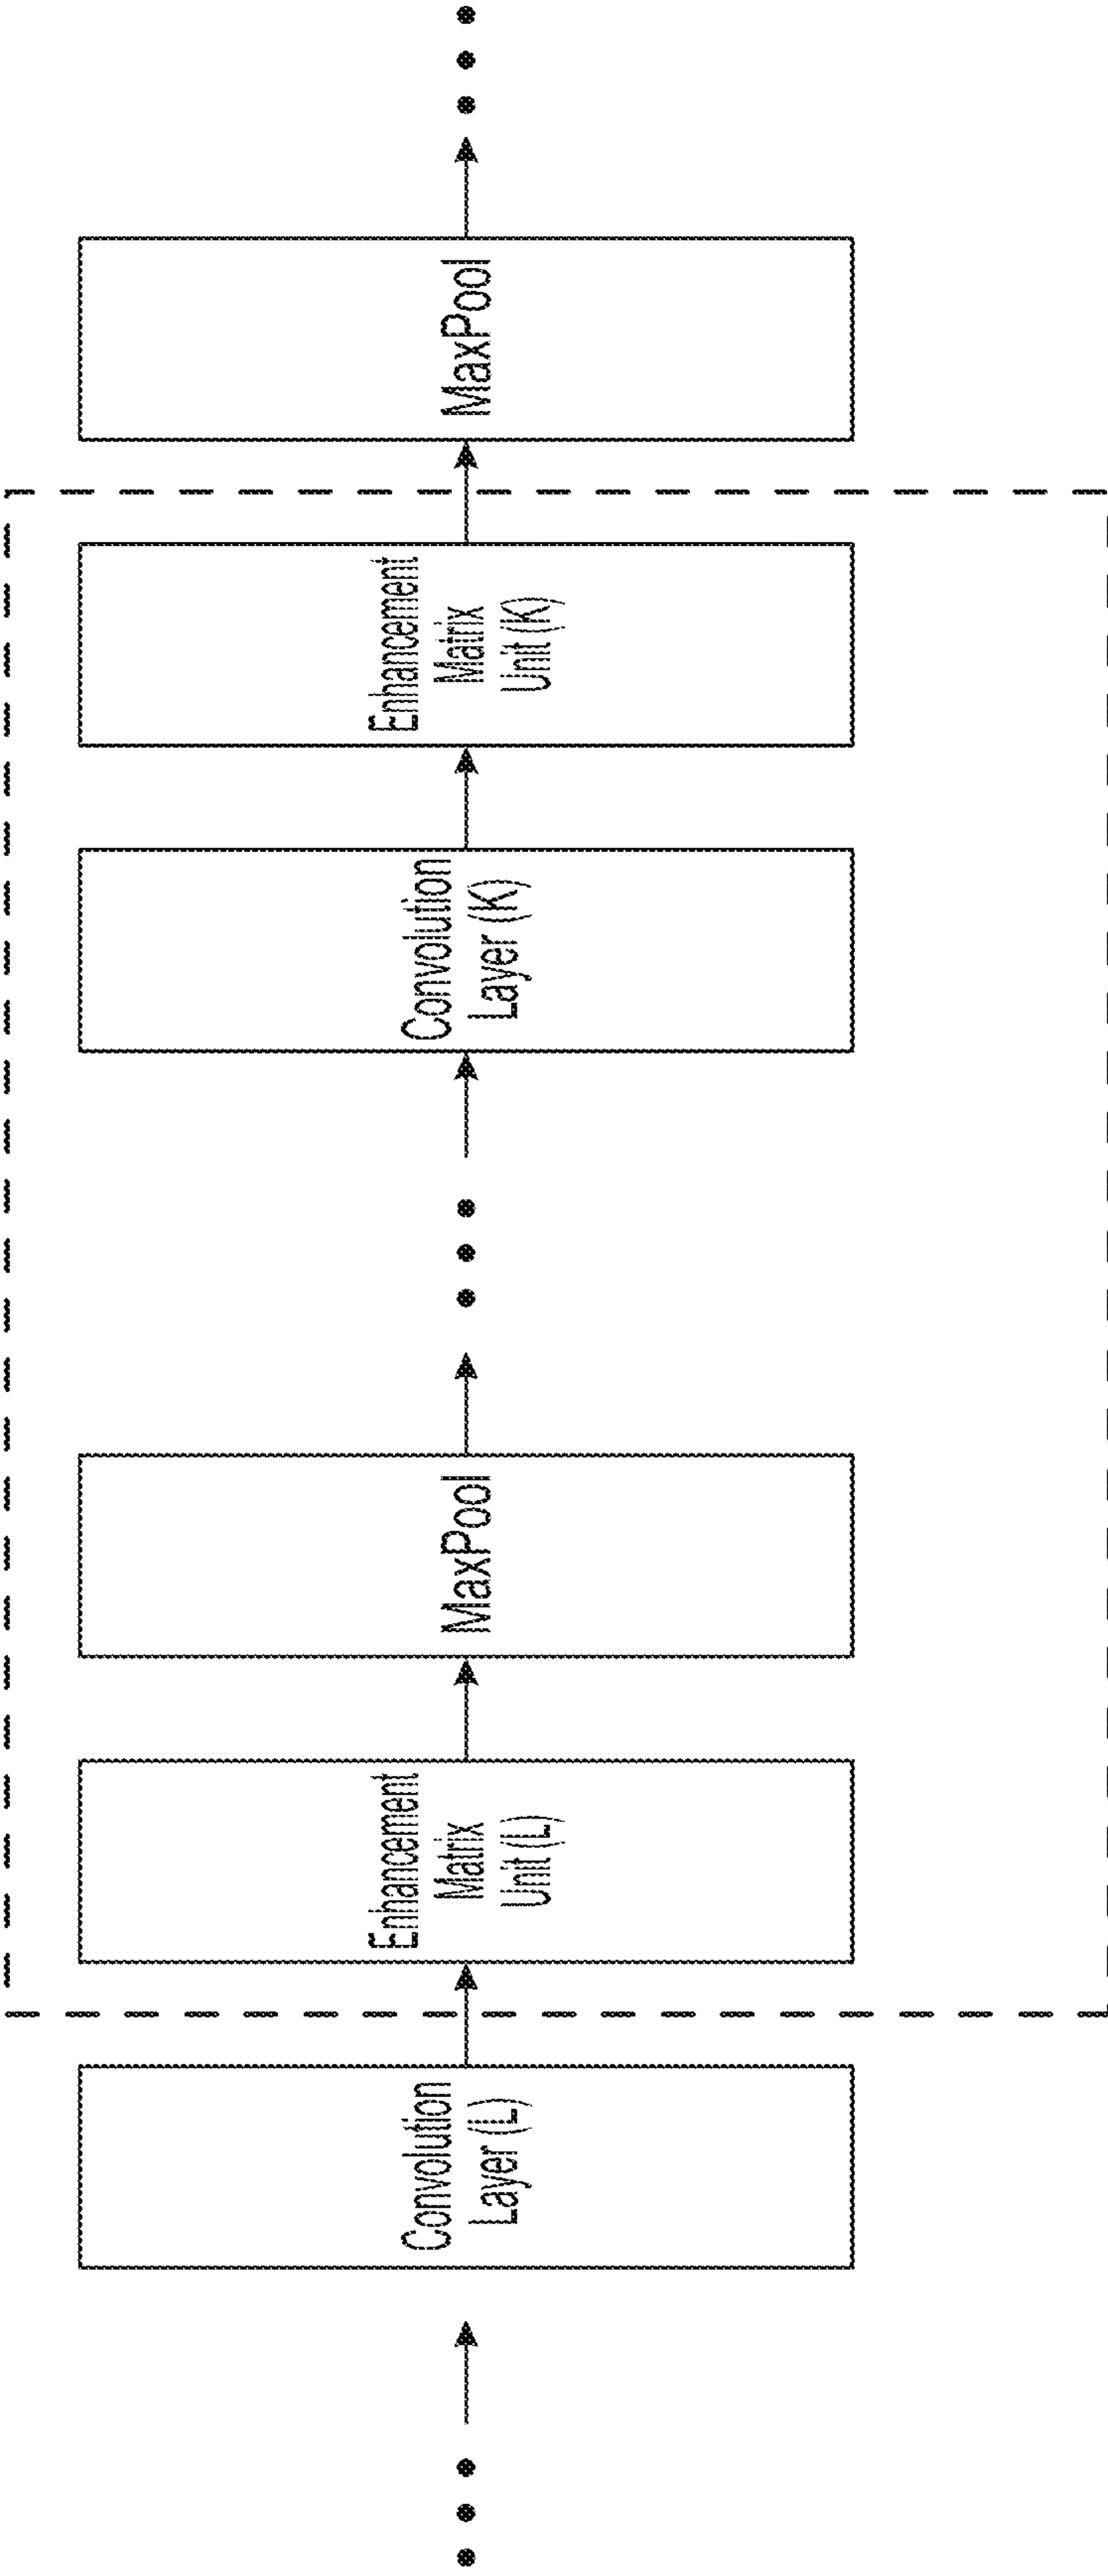 Convolution
Layer (L)
Enhancement
Matrix
Unit (L)
MaxPool
Convolution
Layer (K)
Enhancement
Matrix
Unit (K)
MaxPool